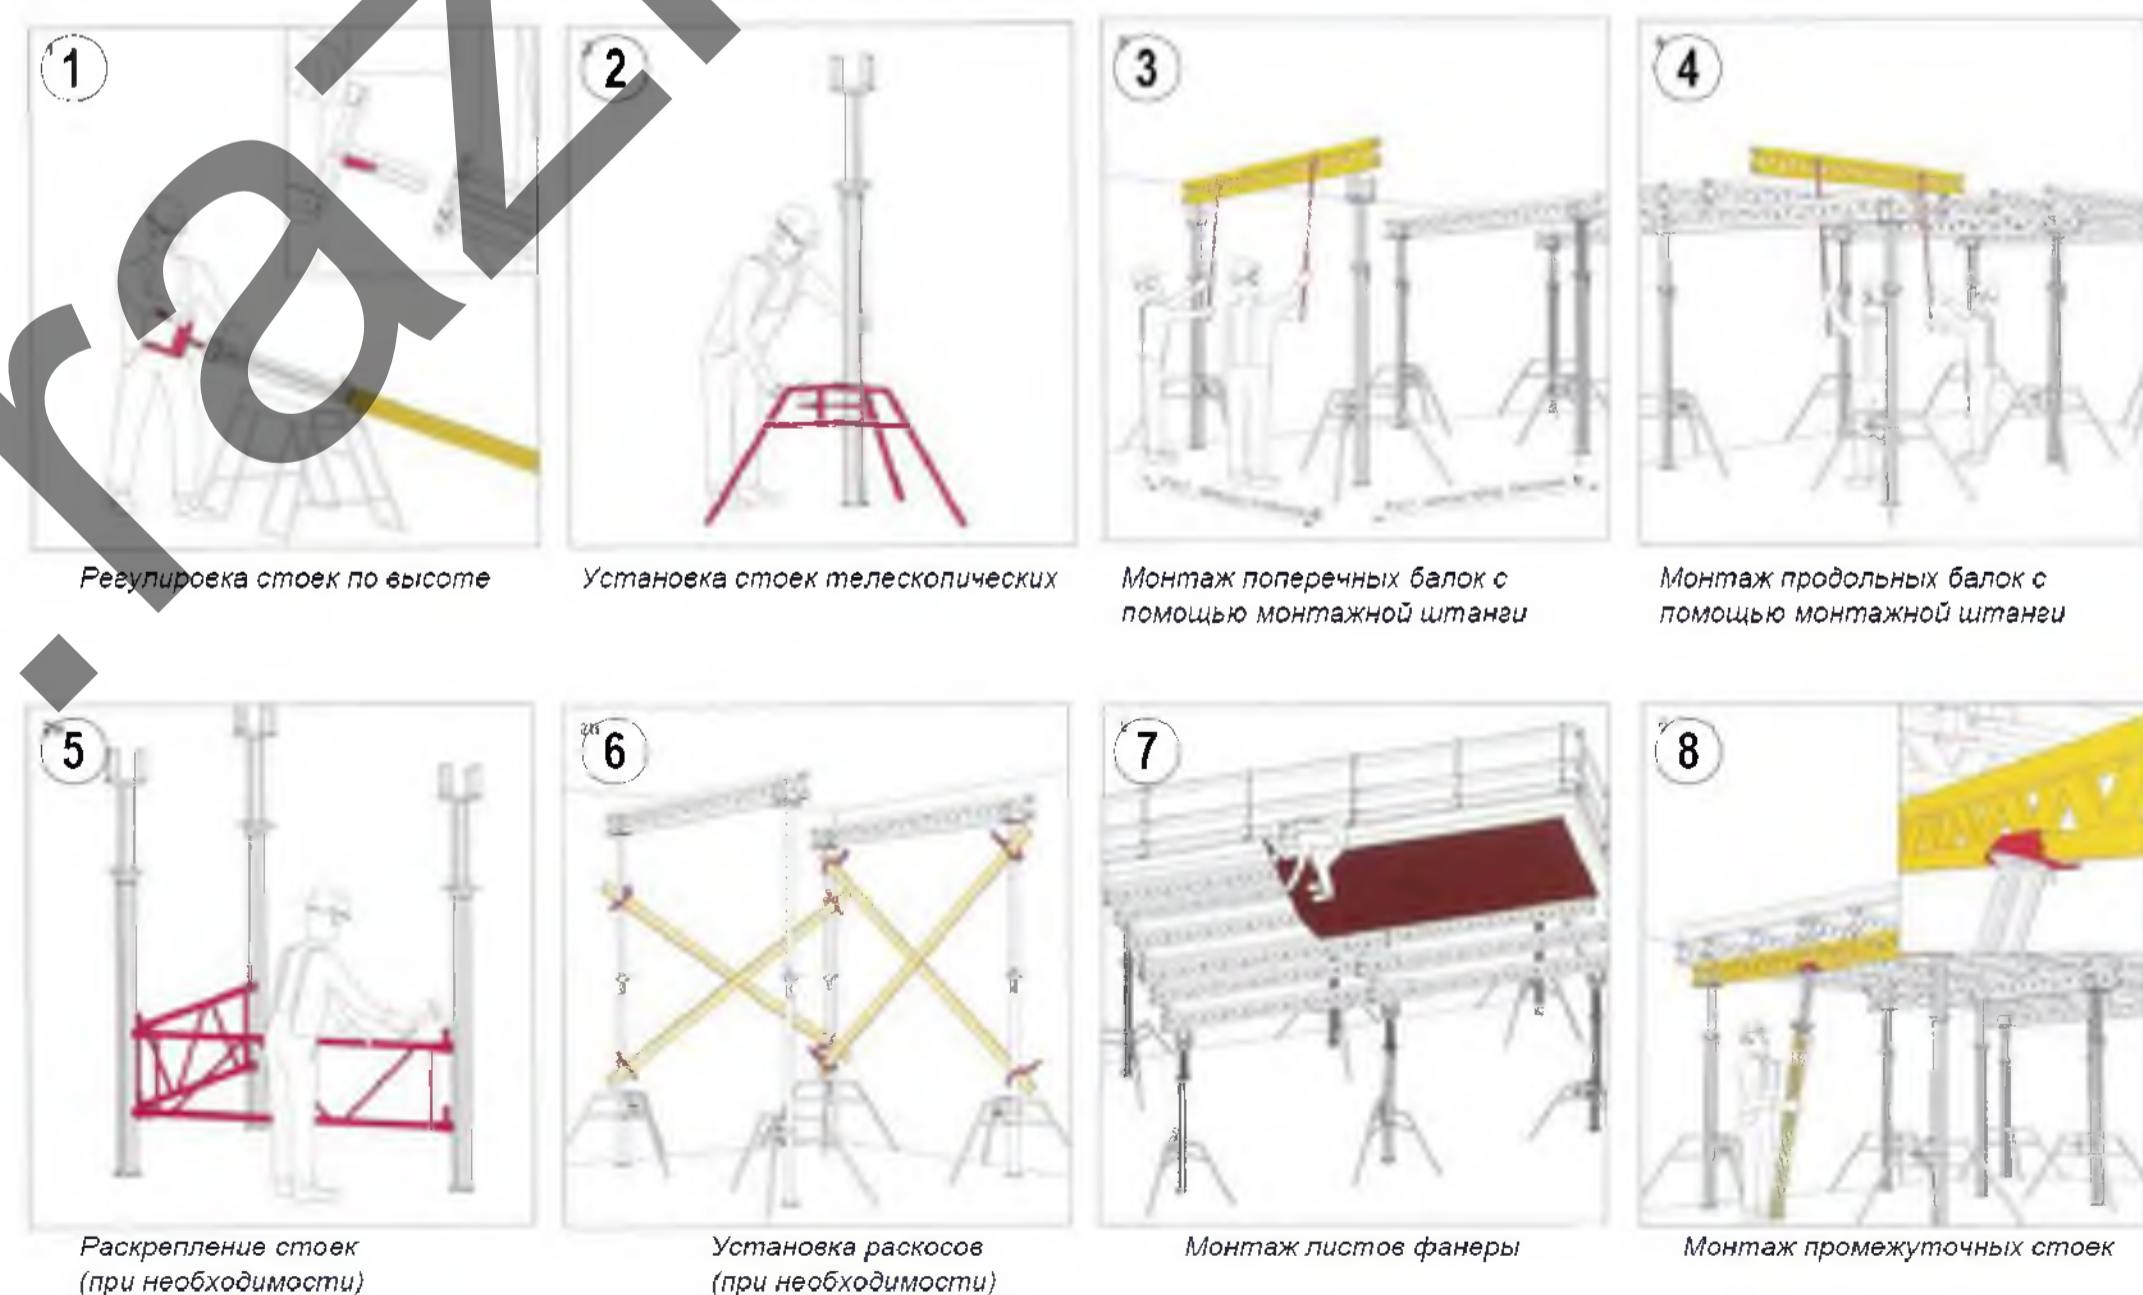 1
2
3
4
Регулировка стоек по высоте
Установка стоек телескопических
Монтаж поперечных балок с
помощью монтажной штанги
Монтаж продольных балок с
помощью монтажной штанги
5
6
7
8
Раскрепление стоек
(при необходимости)
Установка раскосов
(при необходимости)
Монтаж листов фанеры
Монтаж промежуточных стоек
.raz